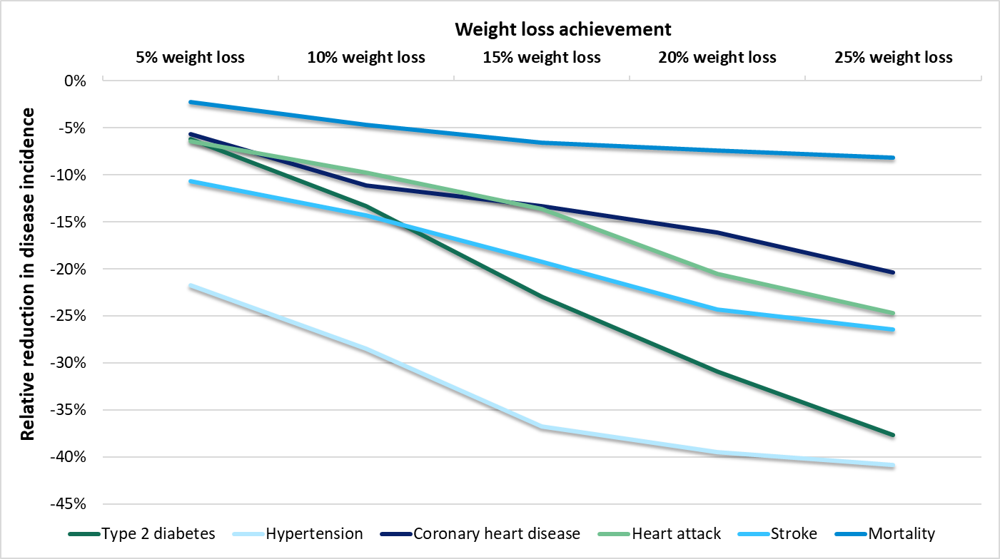 Weight loss achievement
5% weight loss 10% weight loss 15% weight loss 20% weight loss 25% weight loss
0%
-5%
-10%
-15%
-20%
-25%
-30%
-35%
-40%
-45%
Relative reduction in disease incidence
Type 2 diabetes Hypertension Coronary heart disease Heart attack Stroke Mortality